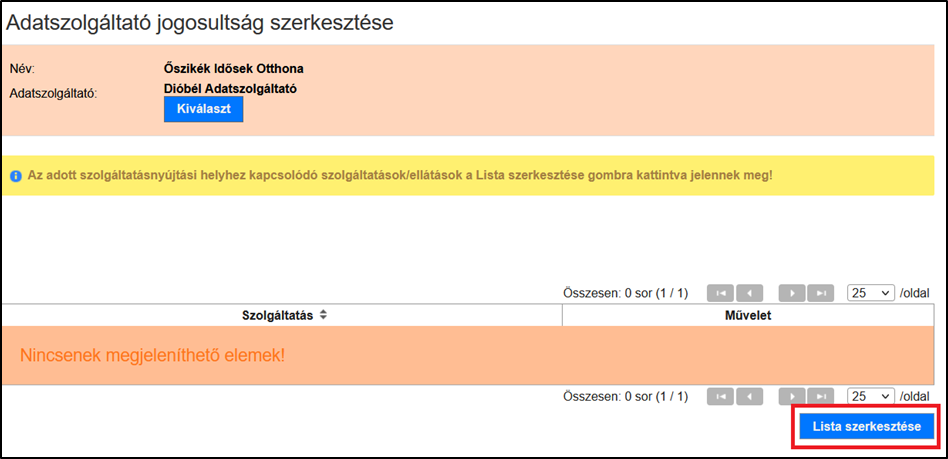 Adatszolgáltató jogosultság szerkesztése
Név: Őszikék Idősek Otthona
Adatszolgáltató: Dióbél Adatszolgáltató
Kiválaszt
Az adott szolgáltatásnyújtási helyhez kapcsolódó szolgáltatások/ellátások a Lista szerkesztése gombra kattintva jelennek meg!
Összesen: 0 sor (1 / 1) 25 /oldal
Szolgáltatás Művelet
Nincsenek megjeleníthető elemek!
Összesen: 0 sor (1 / 1) 25 /oldal
Lista szerkesztése